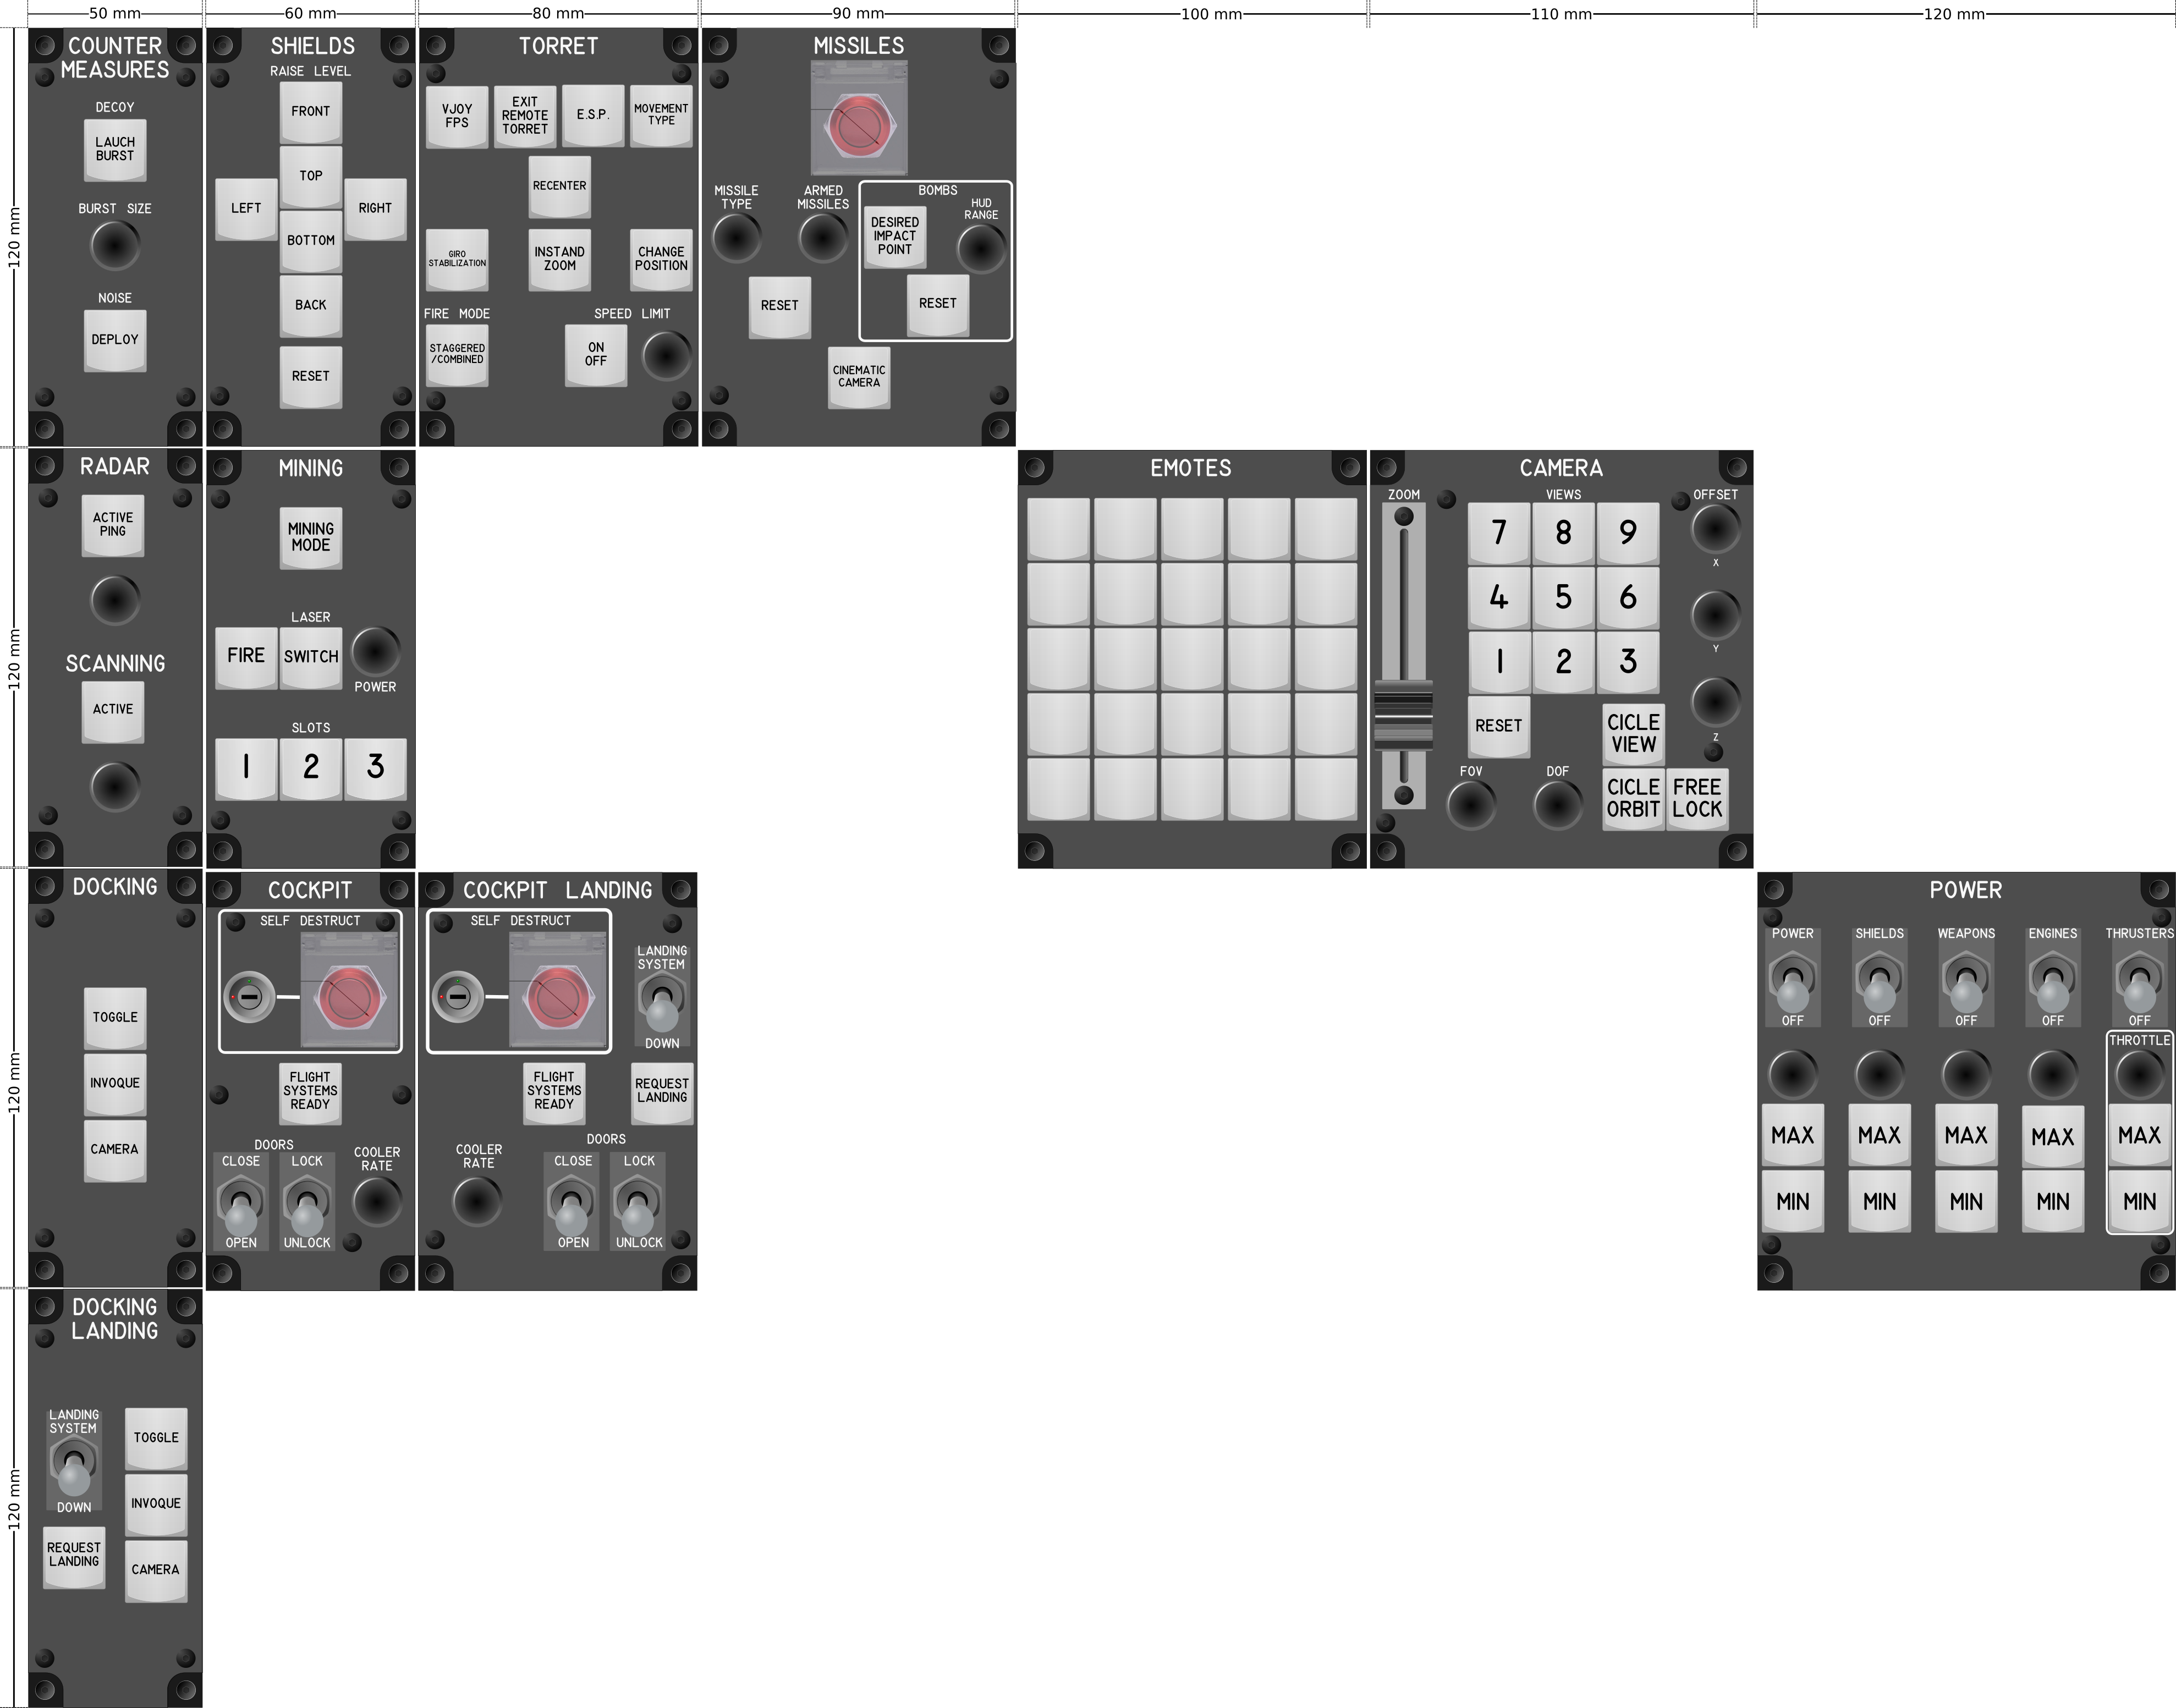 50 mm
60 mm
80 mm
90 mm
100 mm
110 mm
120 mm
120 mm
COUNTER
MEASURES
DECOY
LAUCH
BURST
BURST SIZE
NOISE
DEPLOY
SHIELDS
RAISE LEVEL
FRONT
TOP
LEFT
RIGHT
BOTTOM
BACK
RESET
TORRET
VJOY
FPS
EXIT
REMOTE
TORRET
E.S.P.
MOVEMENT
TYPE
RECENTER
GIRO
STABILIZATION
INSTAND
ZOOM
CHANGE
POSITION
FIRE MODE
STAGGERED
/COMBINED
SPEED LIMIT
ON
OFF
MISSILES
MISSILE
TYPE
ARMED
MISSILES
BOMBS
DESIRED
IMPACT
POINT
HUD
RANGE
RESET
RESET
CINEMATIC
CAMERA
120 mm
RADAR
ACTIVE
PING
SCANNING
ACTIVE
MINING
MINING
MODE
LASER
FIRE
SWITCH
POWER
SLOTS
1
2
3
EMOTES
CAMERA
ZOOM
VIEWS
OFFSET
7
8
9
X
4
5
6
Y
1
2
3
RESET
CICLE
VIEW
Z
FOV
DOF
CICLE
ORBIT
FREE
LOCK
120 mm
DOCKING
TOGGLE
INVOQUE
CAMERA
COCKPIT
SELF DESTRUCT
FLIGHT
SYSTEMS
READY
DOORS
CLOSE
LOCK
COOLER
RATE
OPEN
UNLOCK
COCKPIT LANDING
SELF DESTRUCT
LANDING
SYSTEM
DOWN
FLIGHT
SYSTEMS
READY
REQUEST
LANDING
COOLER
RATE
DOORS
CLOSE
LOCK
OPEN
UNLOCK
POWER
POWER
SHIELDS
WEAPONS
ENGINES
THRUSTERS
OFF
OFF
OFF
OFF
OFF
THROTTLE
MAX
MAX
MAX
MAX
MAX
MIN
MIN
MIN
MIN
MIN
120 mm
DOCKING
LANDING
LANDING
SYSTEM
DOWN
TOGGLE
INVOQUE
REQUEST
LANDING
CAMERA